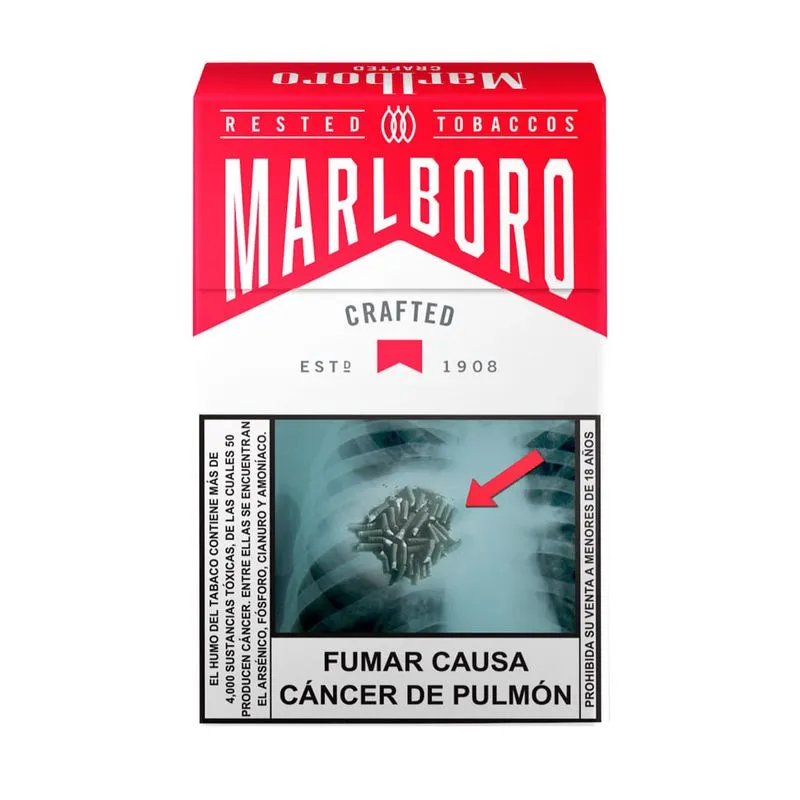 Marlboro
CRAFTED
RESTED TOBACCOS
MARLBORO
CRAFTED
ESTD 1908
EL HUMO DEL TABACO CONTIENE MÁS DE
4,000 SUSTANCIAS TÓXICAS, DE LAS CUALES 50
PRODUCEN CÁNCER. ENTRE ELLAS SE ENCUENTRAN
EL ARSÉNICO, FÓSFORO, CIANURO Y AMONÍACO.
PROHIBIDA SU VENTA A MENORES DE 18 AÑOS
FUMAR CAUSA
CÁNCER DE PULMÓN